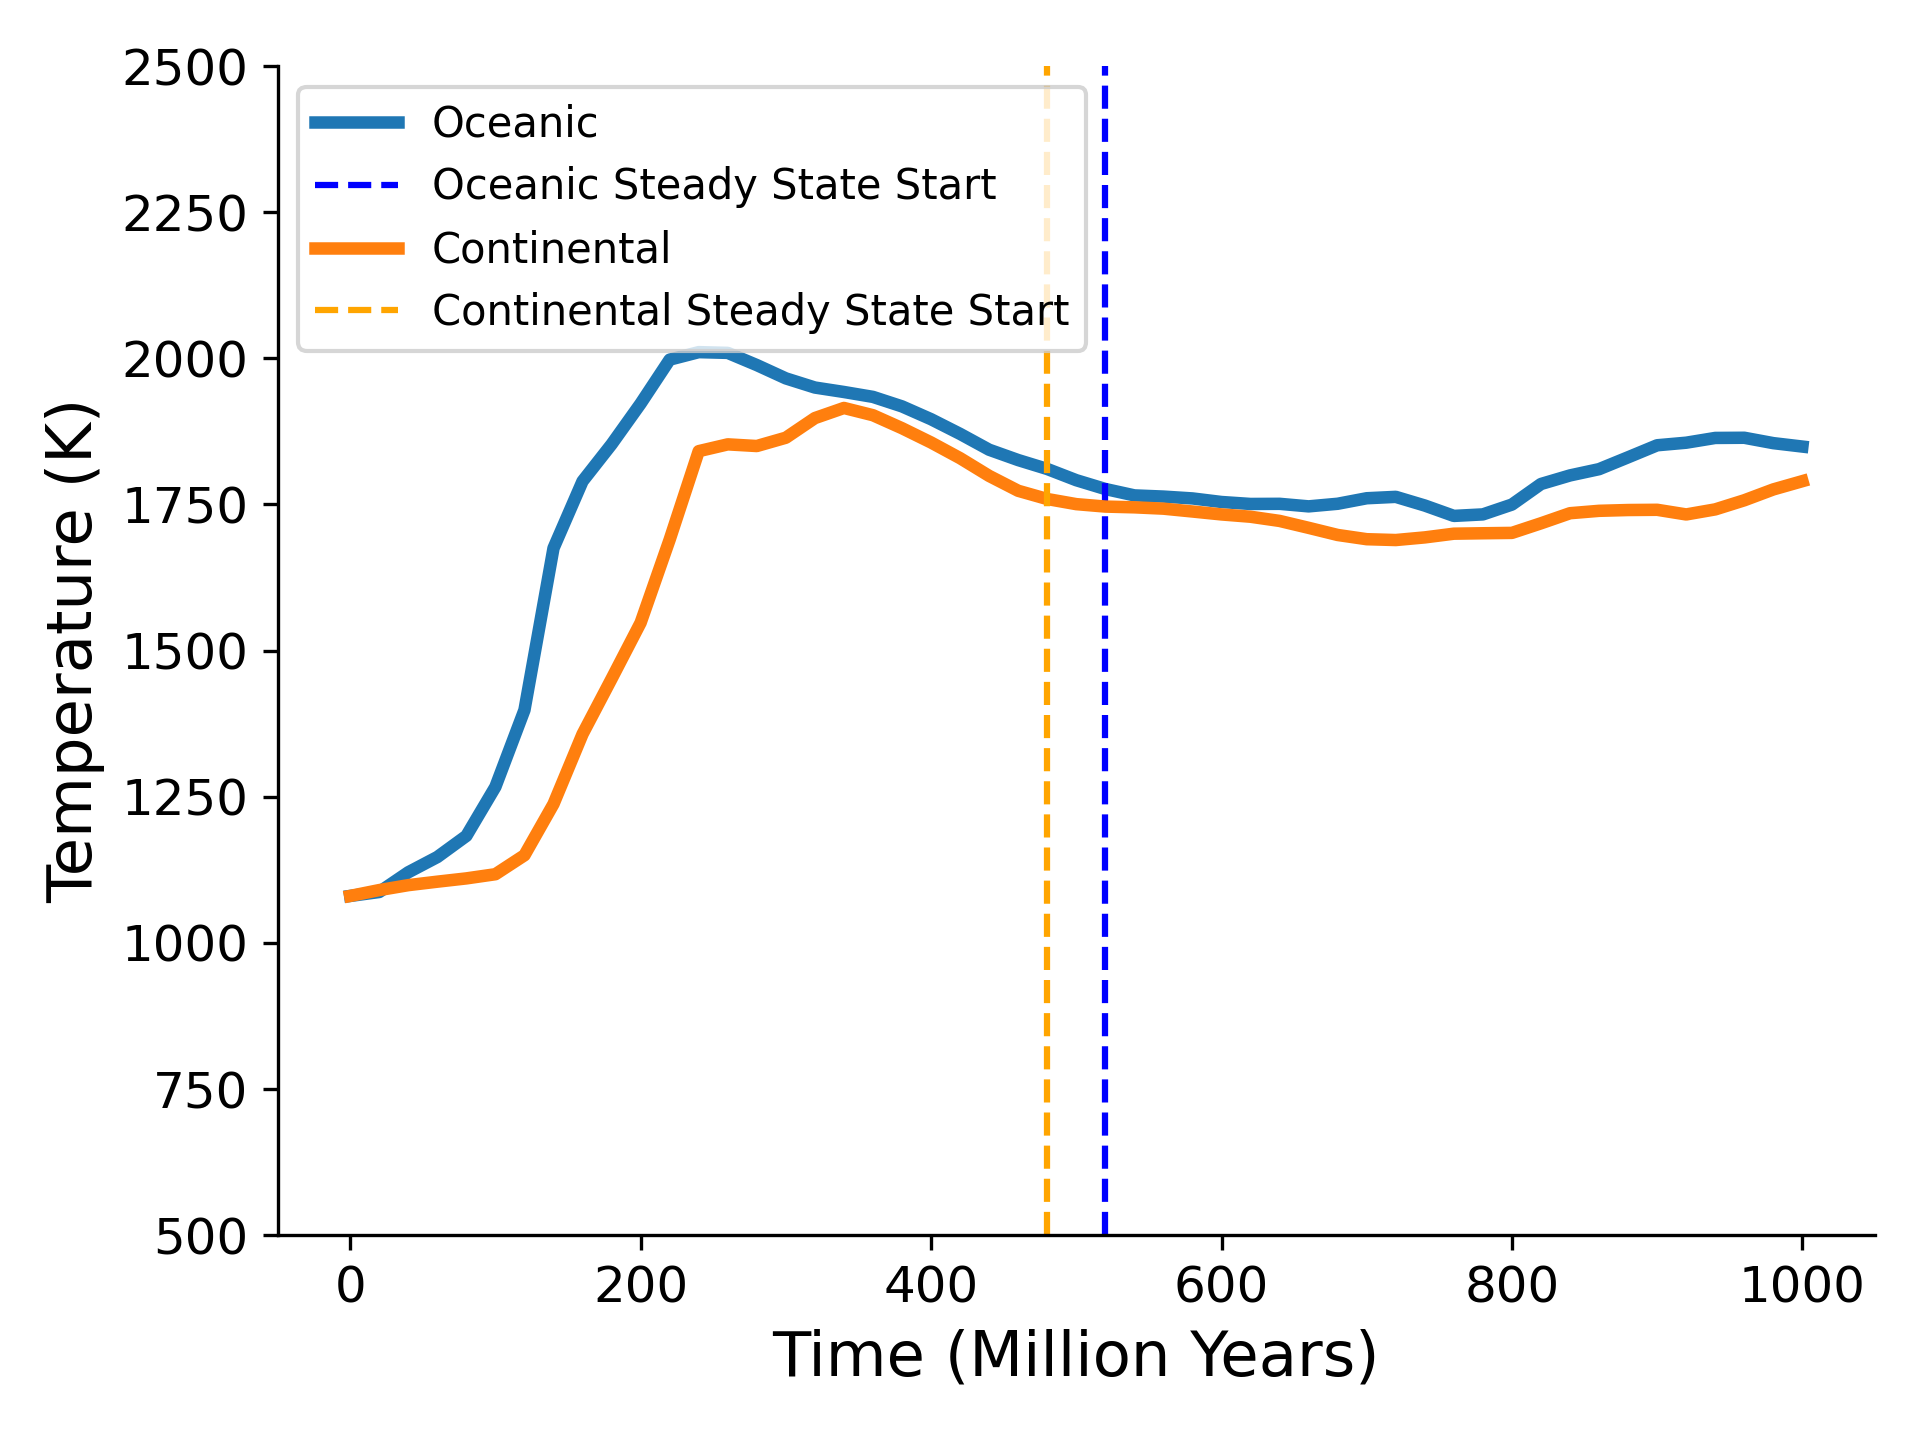 2500
2250
2000
1750
1500
1250
1000
750
500
Temperature (K)
Oceanic
Oceanic Steady State Start
Continental
Continental Steady State Start
0 200 400 600 800 1000
Time (Million Years)